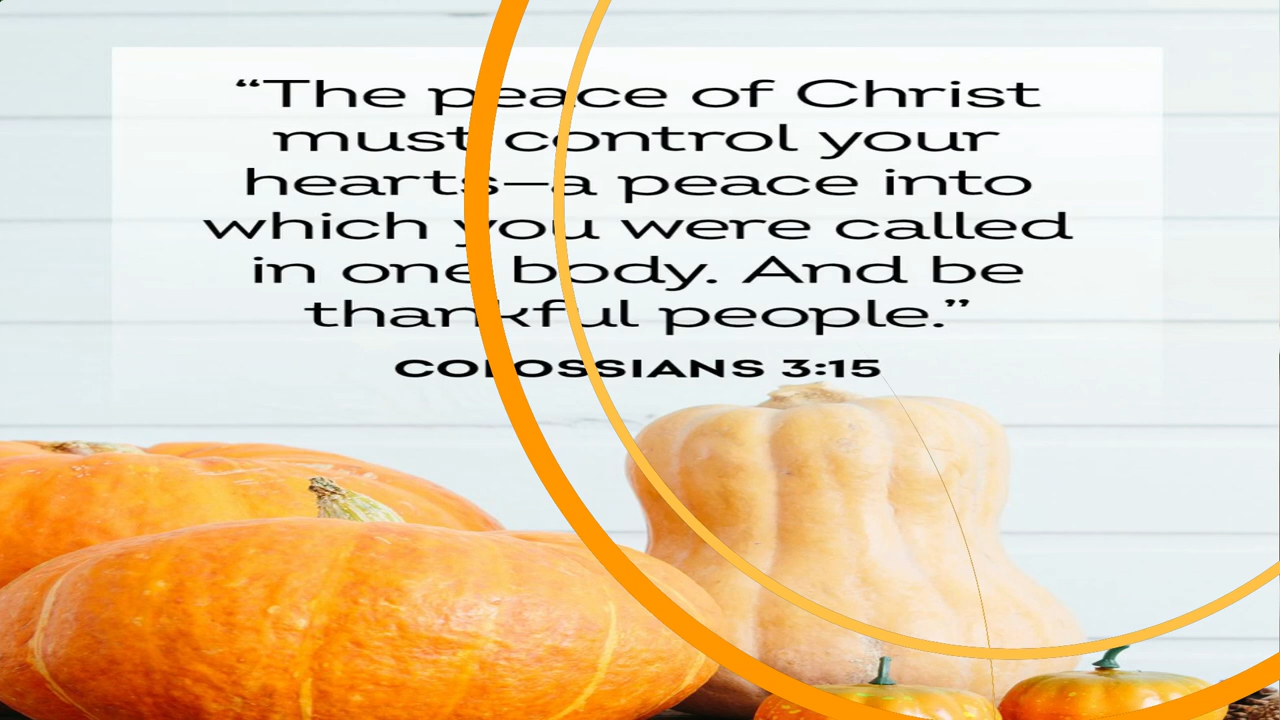 “The peace of Christ
must control your
hearts—a peace into
which you were called
in one body. And be
thankful people.”
COLOSSIANS 3:15